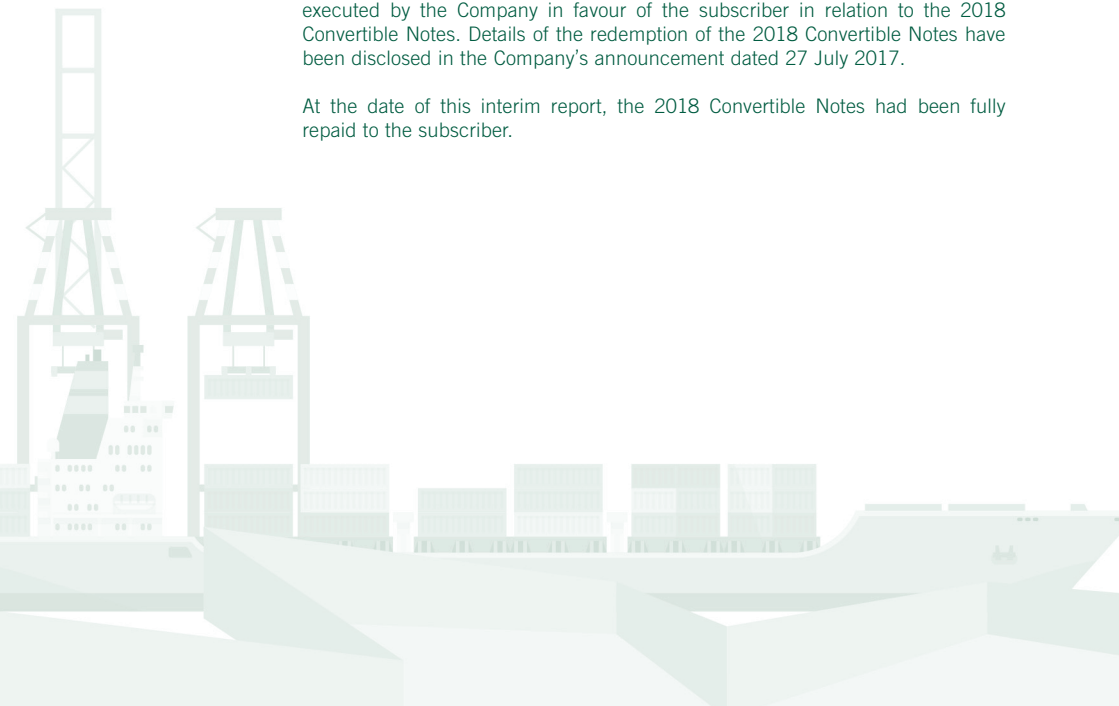 executed by the Company in favour of the subscriber in relation to the 2018
Convertible Notes. Details of the redemption of the 2018 Convertible Notes have
been disclosed in the Company's announcement dated 27 July 2017.
At the date of this interim report, the 2018 Convertible Notes had been fully
repaid to the subscriber.